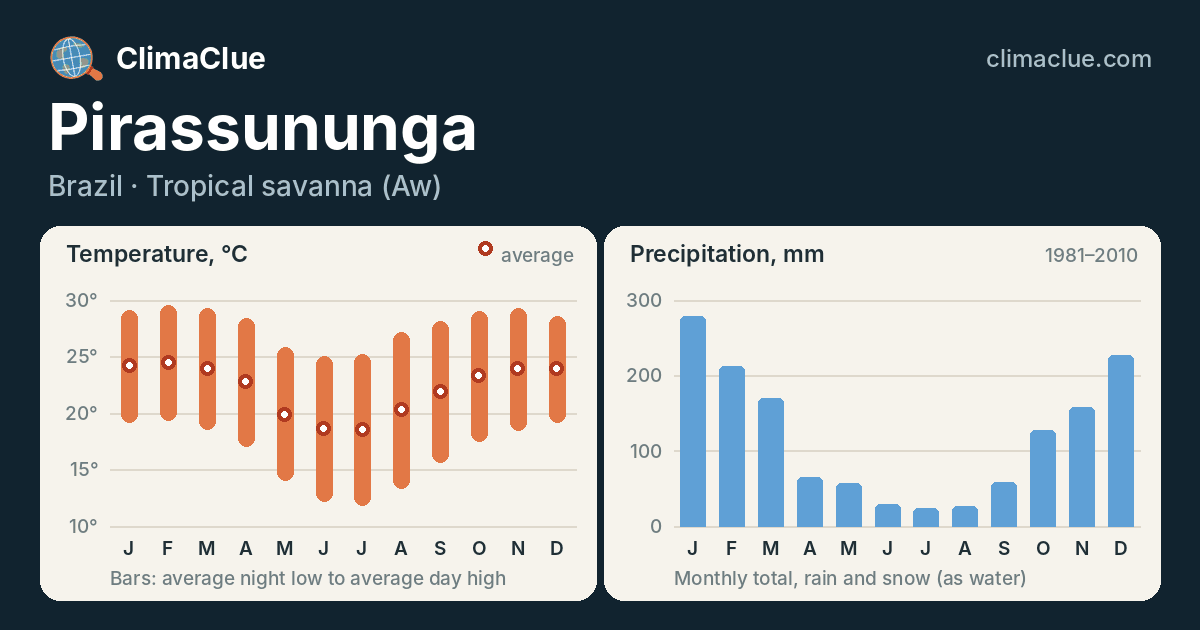 ClimaClue
climaclue.com
Pirassununga
Brazil · Tropical savanna (Aw)
Temperature, °C
average
30°
25°
20°
15°
10°
J F M A M J J A S O N D
Bars: average night low to average day high
Precipitation, mm
1981–2010
300
200
100
0
J F M A M J J A S O N D
Monthly total, rain and snow (as water)